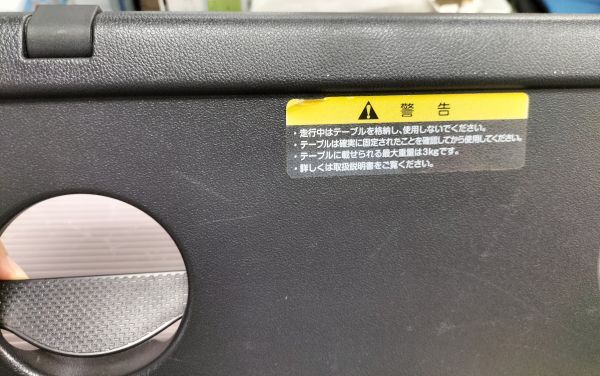 警告
・走行中はテーブルを格納し、使用しないでください。
・テーブルは確実に固定されたことを確認してから使用してください。
・テーブルに載せられる最大重量は3kgです。
・詳しくは取扱説明書をご覧ください。